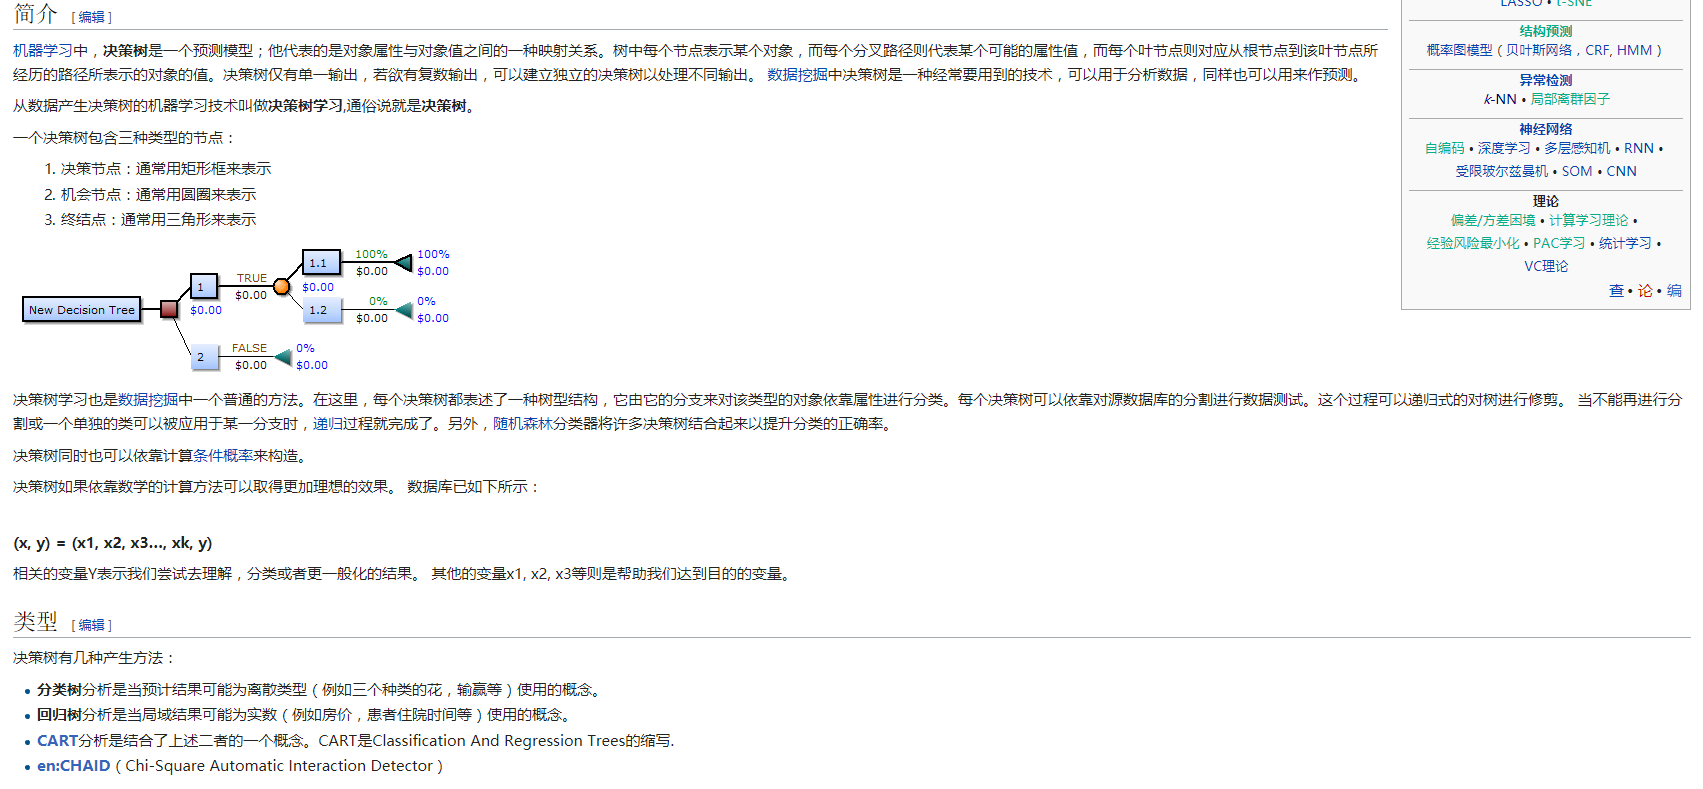 简介 [ 编辑 ]
机器学习中，决策树是一个预测模型；他代表的是对象属性与对象值之间的一种映射关系。树中每个节点表示某个对象，而每个分叉路径则代表某个可能的属性值，而每个叶节点则对应从根节点到该叶节点所
经历的路径所表示的对象的值。决策树仅有单一输出，若欲有复数输出，可以建立独立的决策树以处理不同输出。 数据挖掘中决策树是一种经常要用到的技术，可以用于分析数据，同样也可以用来作预测。
从数据产生决策树的机器学习技术叫做决策树学习,通俗说就是决策树。
一个决策树包含三种类型的节点：
1. 决策节点：通常用矩形框来表示
2. 机会节点：通常用圆圈来表示
3. 终结点：通常用三角形来表示
New Decision Tree
1
$0.00
TRUE
$0.00
$0.00
1.1
100%
$0.00
100%
$0.00
1.2
0%
$0.00
0%
$0.00
2
FALSE
$0.00
0%
$0.00
决策树学习也是数据挖掘中一个普通的方法。在这里，每个决策树都表述了一种树型结构，它由它的分支来对该类型的对象依靠属性进行分类。每个决策树可以依靠对源数据库的分割进行数据测试。这个过程可以递归式的对树进行修剪。 当不能再进行分
割或一个单独的类可以被应用于某一分支时，递归过程就完成了。另外，随机森林分类器将许多决策树结合起来以提升分类的正确率。
决策树同时也可以依靠计算条件概率来构造。
决策树如果依靠数学的计算方法可以取得更加理想的效果。 数据库已如下所示：
(x, y) = (x1, x2, x3…, xk, y)
相关的变量Y表示我们尝试去理解，分类或者更一般化的结果。 其他的变量x1, x2, x3等则是帮助我们达到目的的变量。
类型 [ 编辑 ]
决策树有几种产生方法：
• 分类树分析是当预计结果可能为离散类型（例如三个种类的花，输赢等）使用的概念。
• 回归树分析是当局域结果可能为实数（例如房价，患者住院时间等）使用的概念。
• CART分析是结合了上述二者的一个概念。CART是Classification And Regression Trees的缩写.
• en:CHAID（Chi-Square Automatic Interaction Detector）
LASSO • t-SNE
结构预测
概率图模型（贝叶斯网络，CRF, HMM）
异常检测
k-NN • 局部离群因子
神经网络
自编码 • 深度学习 • 多层感知机 • RNN •
受限玻尔兹曼机 • SOM • CNN
理论
偏差/方差困境 • 计算学习理论 •
经验风险最小化 • PAC学习 • 统计学习 •
VC理论
查 • 论 • 编